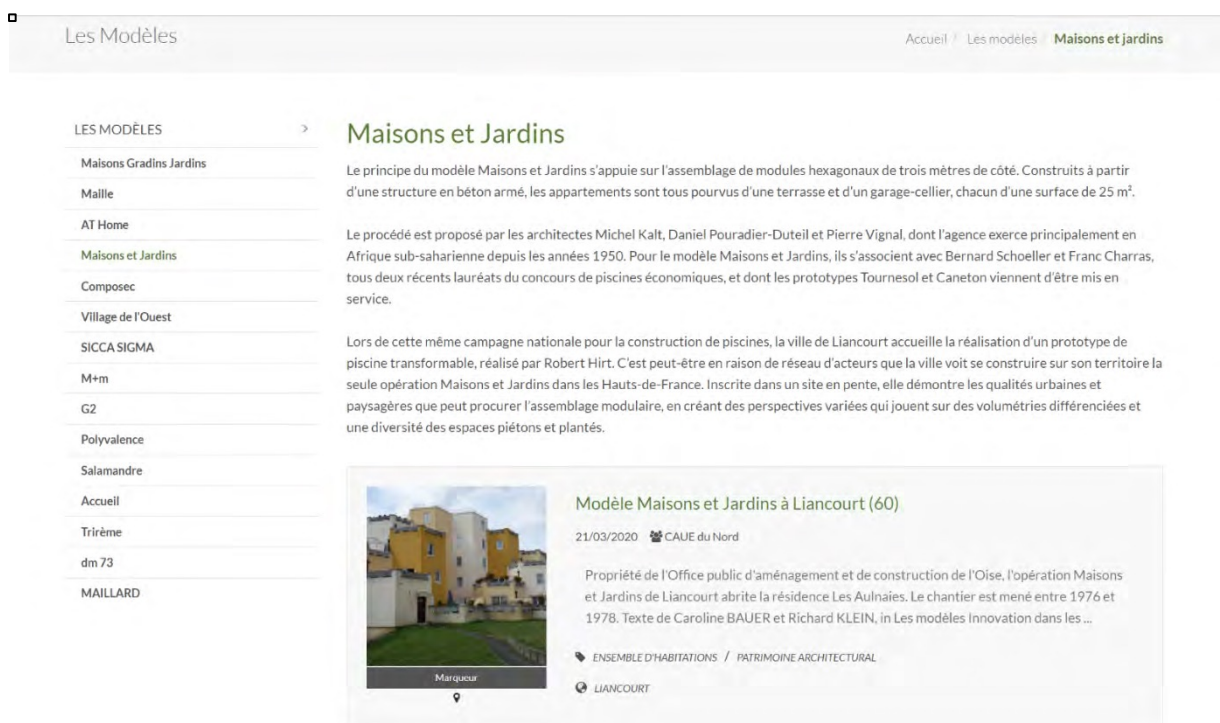 Les Modèles
Accueil / Les modèles / Maisons et jardins
LES MODÈLES >
Maisons Gradins Jardins
Maille
AT Home
Maisons et Jardins
Composec
Village de l'Ouest
SICCA SIGMA
M+m
G2
Polyvalence
Salamandre
Accueil
Trirème
dm 73
MAILLARD
Maisons et Jardins
Le principe du modèle Maisons et Jardins s'appuie sur l'assemblage de modules hexagonaux de trois mètres de côté. Construits à partir
d'une structure en béton armé, les appartements sont tous pourvus d'une terrasse et d'un garage-cellier, chacun d'une surface de 25 m².
Le procédé est proposé par les architectes Michel Kalt, Daniel Pouradier-Duteil et Pierre Vignal, dont l'agence exerce principalement en
Afrique sub-saharienne depuis les années 1950. Pour le modèle Maisons et Jardins, ils s'associent avec Bernard Schoeller et Franc Charras,
tous deux récents lauréats du concours de piscines économiques, et dont les prototypes Tournesol et Caneton viennent d'être mis en
service.
Lors de cette même campagne nationale pour la construction de piscines, la ville de Liancourt accueille la réalisation d'un prototype de
piscine transformable, réalisé par Robert Hirt. C'est peut-être en raison de réseau d'acteurs que la ville voit se construire sur son territoire la
seule opération Maisons et Jardins dans les Hauts-de-France. Inscrite dans un site en pente, elle démontre les qualités urbaines et
paysagères que peut procurer l'assemblage modulaire, en créant des perspectives variées qui jouent sur des volumétries différenciées et
une diversité des espaces piétons et plantés.
Modèle Maisons et Jardins à Liancourt (60)
21/03/2020 CAUE du Nord
Propriété de l'Office public d'aménagement et de construction de l'Oise, l'opération Maisons
et Jardins de Liancourt abrite la résidence Les Aulnaies. Le chantier est mené entre 1976 et
1978. Texte de Caroline BAUER et Richard KLEIN, in Les modèles Innovation dans les ...
ENSEMBLE D'HABITATIONS / PATRIMOINE ARCHITECTURAL
LIANCOURT
Marqueur